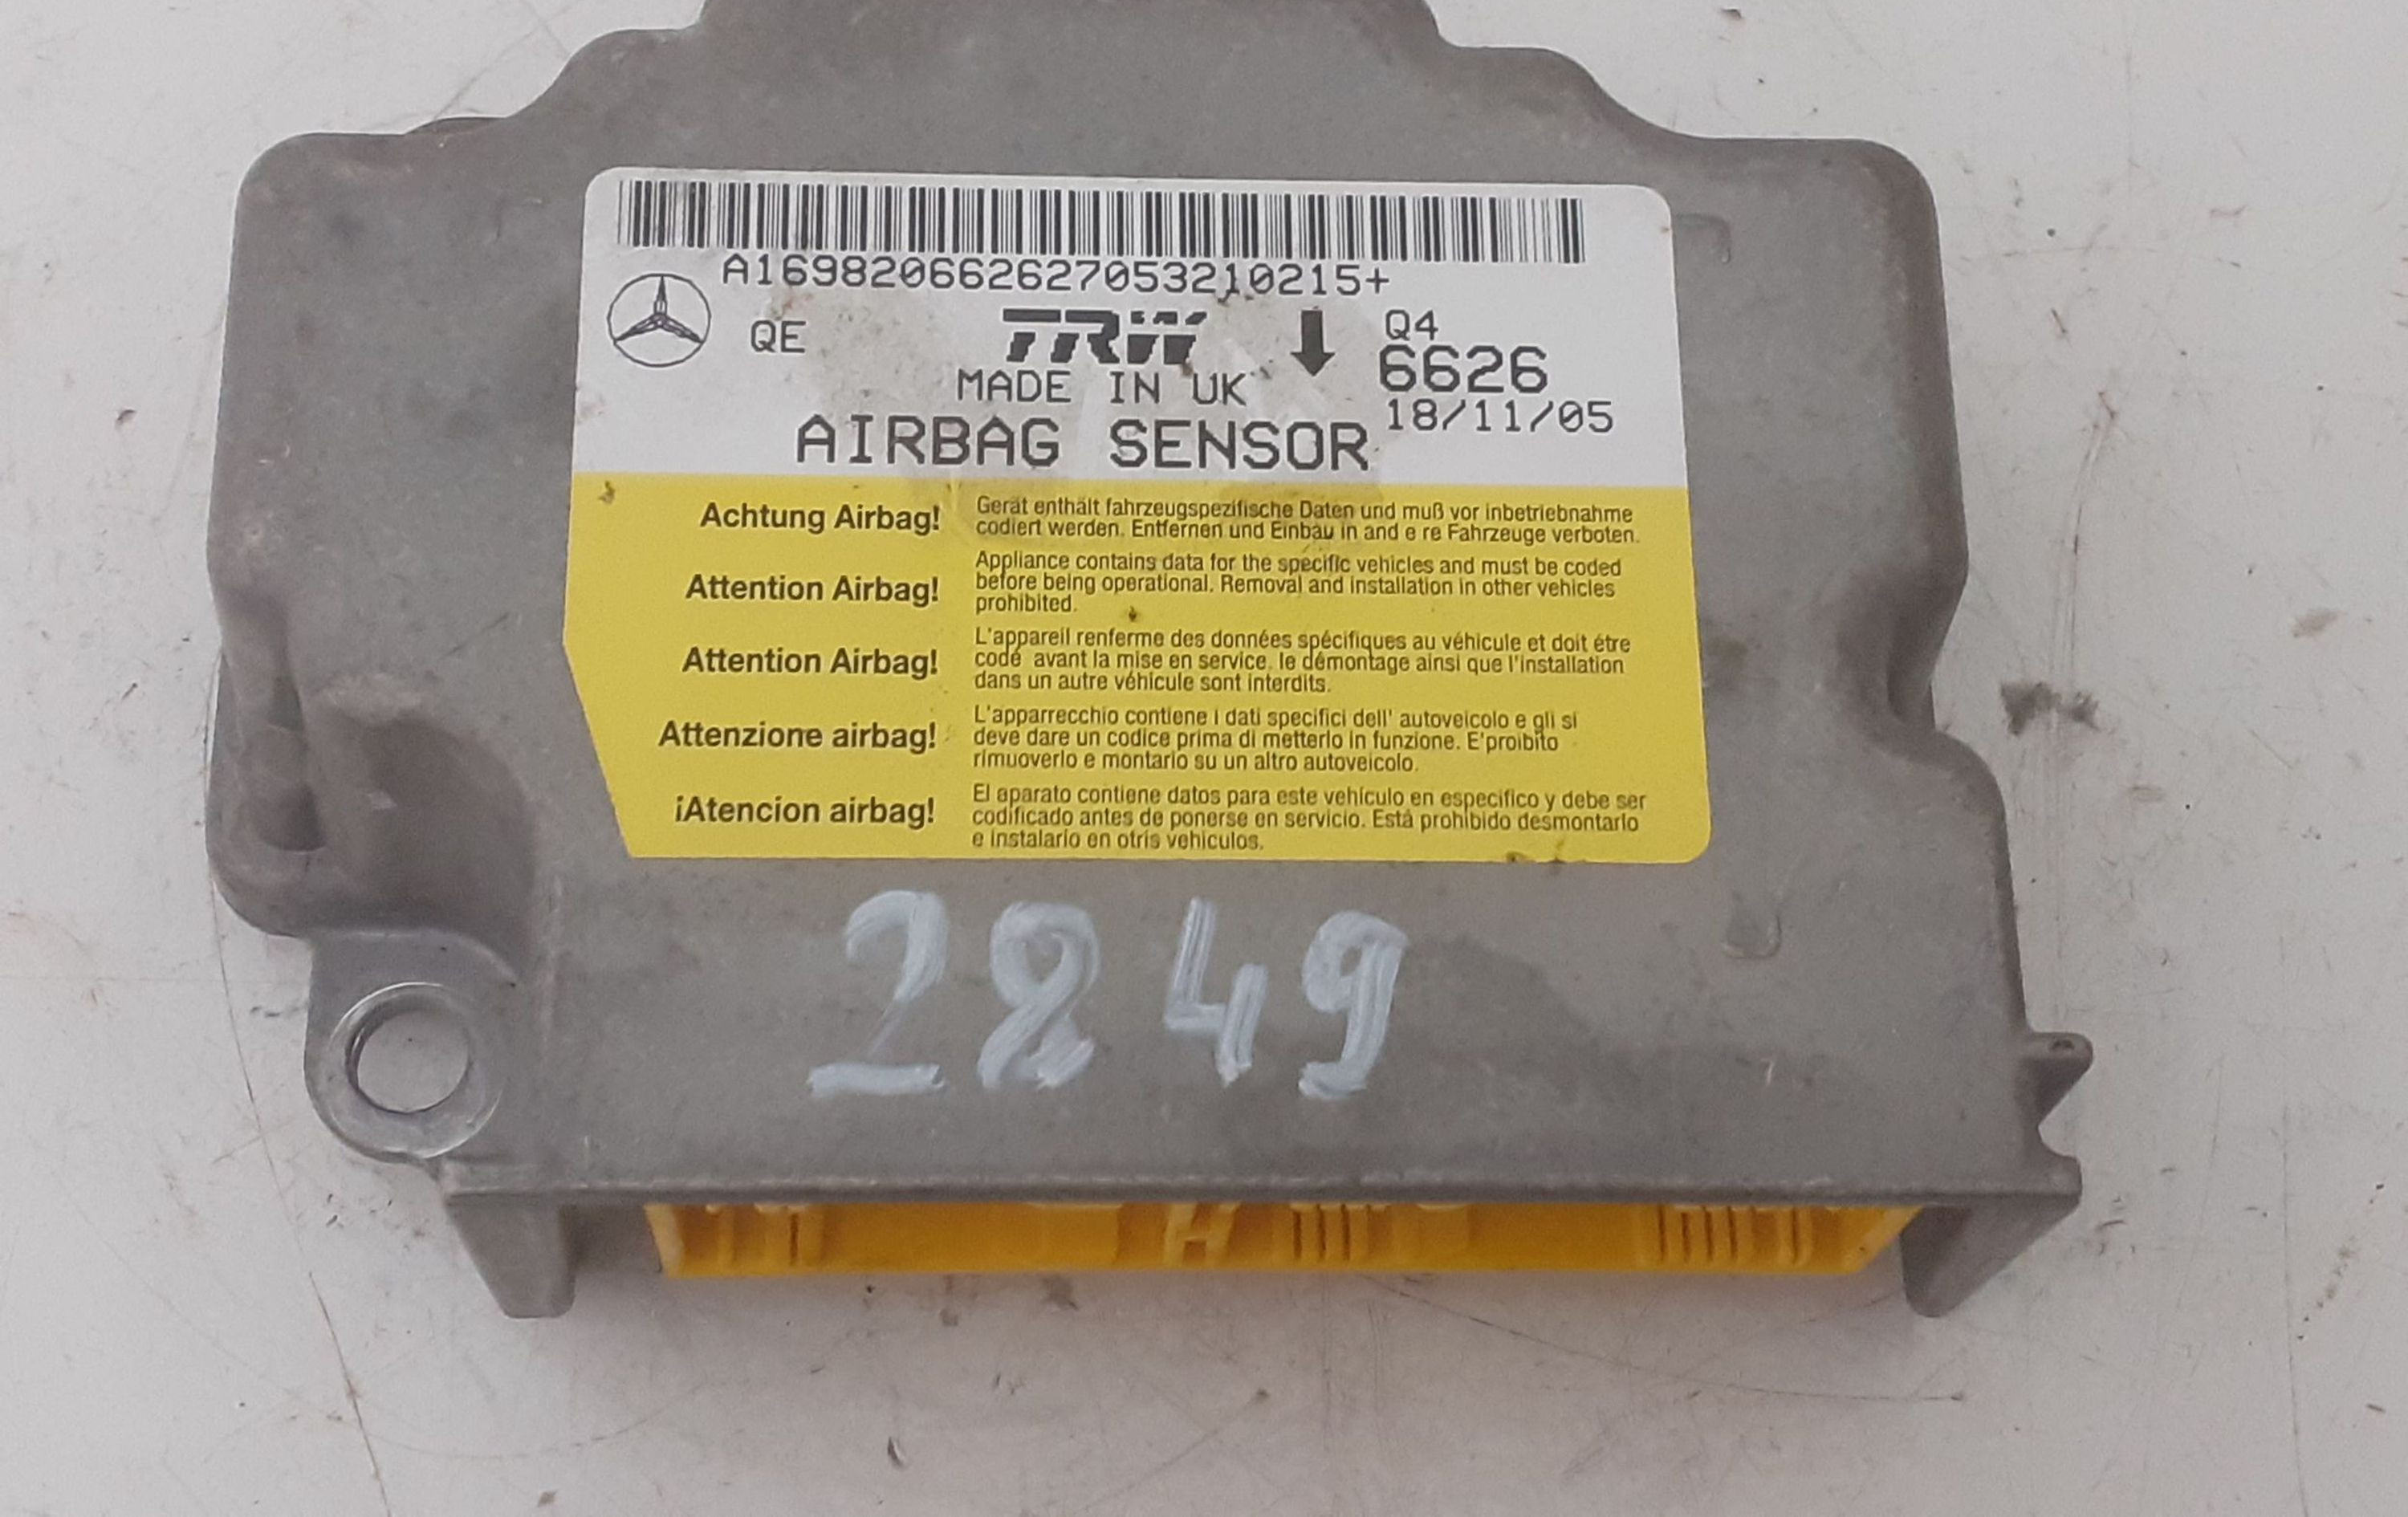 A169820662627053210215+
QE
TRW
Q4
6626
MADE IN UK
18/11/05
AIRBAG SENSOR
Achtung Airbag!
Gerät enthält fahrzeugspezifische Daten und muß vor inbetriebnahme
codiert werden. Entfernen und Einbau in and e re Fahrzeuge verboten.
Attention Airbag!
Appliance contains data for the specific vehicles and must be coded
before being operational. Removal and installation in other vehicles
prohibited.
Attention Airbag!
L'appareil renferme des données spécifiques au véhicule et doit étre
codé avant la mise en service. le démontage ainsi que l'installation
dans un autre véhicule sont interdits.
Attenzione airbag!
L'apparrecchio contiene i dati specifici dell' autoveicolo e gli si
deve dare un codice prima di metterlo in funzione. E'proibito
rimuoverlo e montarlo su un altro autoveicolo.
¡Atencion airbag!
El aparato contiene datos para este vehículo en especifico y debe ser
codificado antes de ponerse en servicio. Está prohibido desmontarlo
e instalarlo en otris vehiculos.
2849